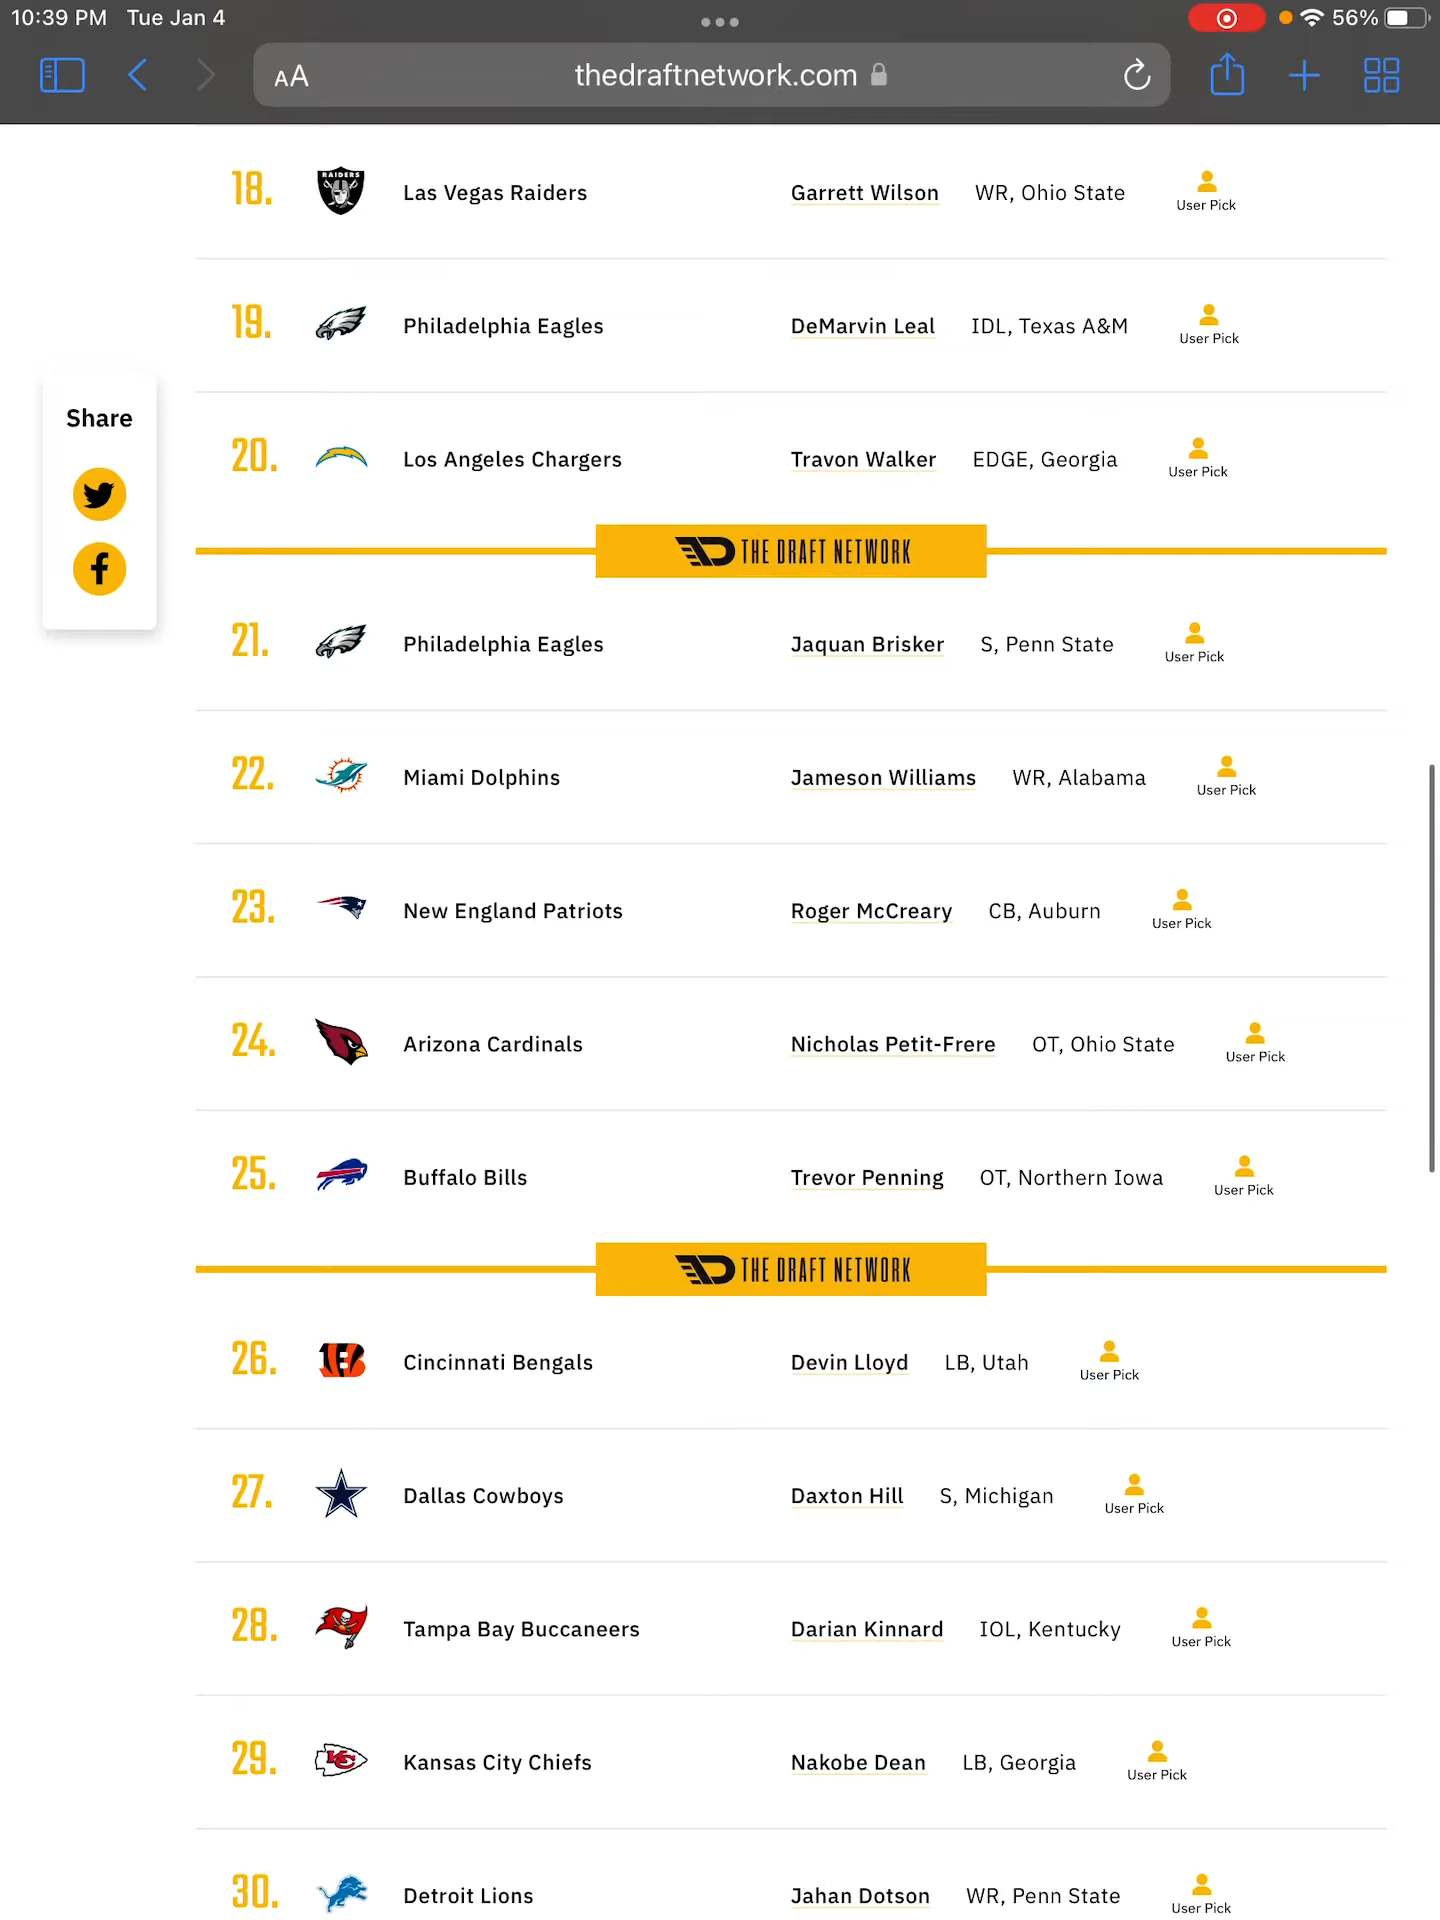 10:39 PM Tue Jan 4 56%
AA thedraftnetwork.com
18. RAIDERS Las Vegas Raiders Garrett Wilson WR, Ohio State User Pick
19. Philadelphia Eagles DeMarvin Leal IDL, Texas A&M User Pick
Share
20. Los Angeles Chargers Travon Walker EDGE, Georgia User Pick
THE DRAFT NETWORK
21. Philadelphia Eagles Jaquan Brisker S, Penn State User Pick
22. Miami Dolphins Jameson Williams WR, Alabama User Pick
23. New England Patriots Roger McCreary CB, Auburn User Pick
24. Arizona Cardinals Nicholas Petit-Frere OT, Ohio State User Pick
25. Buffalo Bills Trevor Penning OT, Northern Iowa User Pick
THE DRAFT NETWORK
26. Cincinnati Bengals Devin Lloyd LB, Utah User Pick
27. Dallas Cowboys Daxton Hill S, Michigan User Pick
28. Tampa Bay Buccaneers Darian Kinnard IOL, Kentucky User Pick
29. KC Kansas City Chiefs Nakobe Dean LB, Georgia User Pick
30. Detroit Lions Jahan Dotson WR, Penn State User Pick